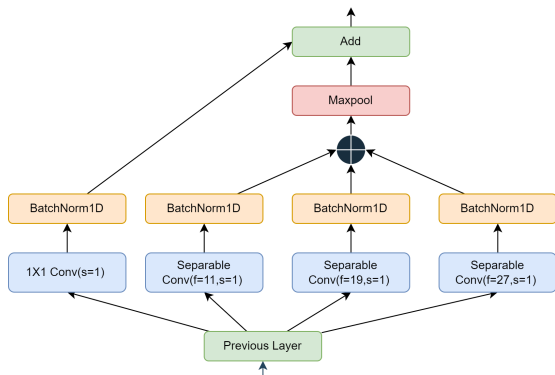 Add
Maxpool
BatchNorm1D
BatchNorm1D
BatchNorm1D
BatchNorm1D
1X1 Conv(s=1)
Separable
Conv(f=11,s=1)
Separable
Conv(f=19,s=1)
Separable
Conv(f=27,s=1)
Previous Layer